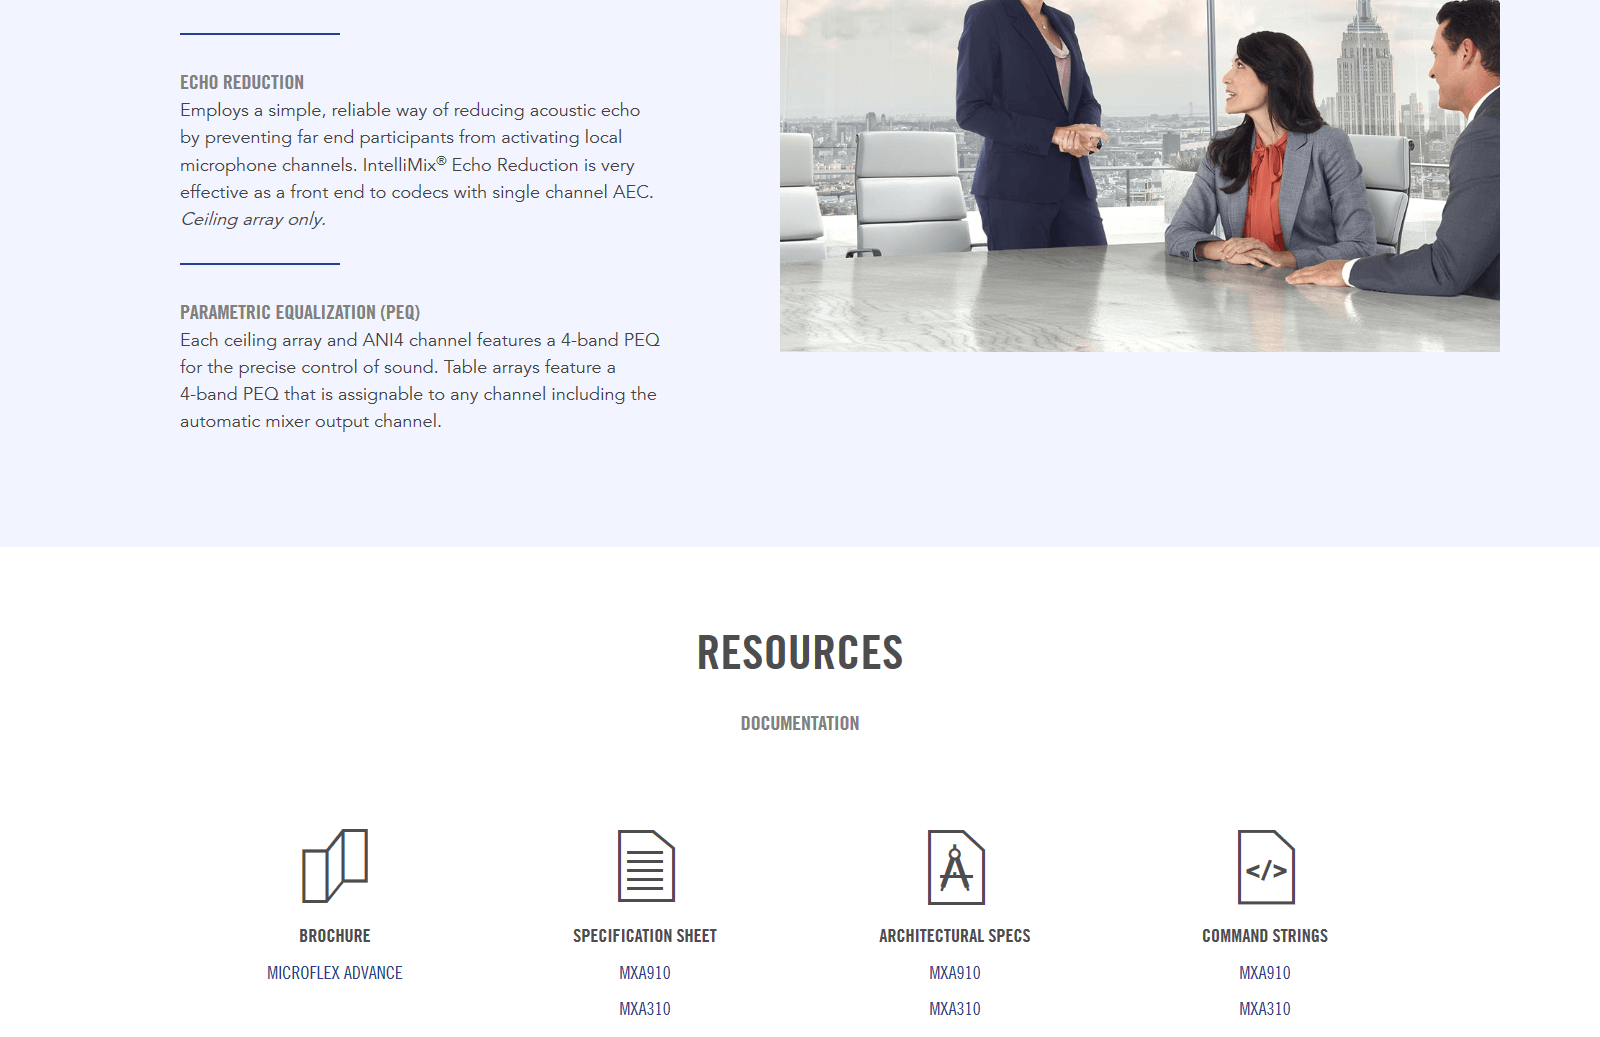 ECHO REDUCTION
Employs a simple, reliable way of reducing acoustic echo
by preventing far end participants from activating local
microphone channels. IntelliMix® Echo Reduction is very
effective as a front end to codecs with single channel AEC.
Ceiling array only.
PARAMETRIC EQUALIZATION (PEQ)
Each ceiling array and ANI4 channel features a 4-band PEQ
for the precise control of sound. Table arrays feature a
4-band PEQ that is assignable to any channel including the
automatic mixer output channel.
RESOURCES
DOCUMENTATION
</>
BROCHURE
SPECIFICATION SHEET
ARCHITECTURAL SPECS
COMMAND STRINGS
MICROFLEX ADVANCE
MXA910
MXA910
MXA910
MXA310
MXA310
MXA310